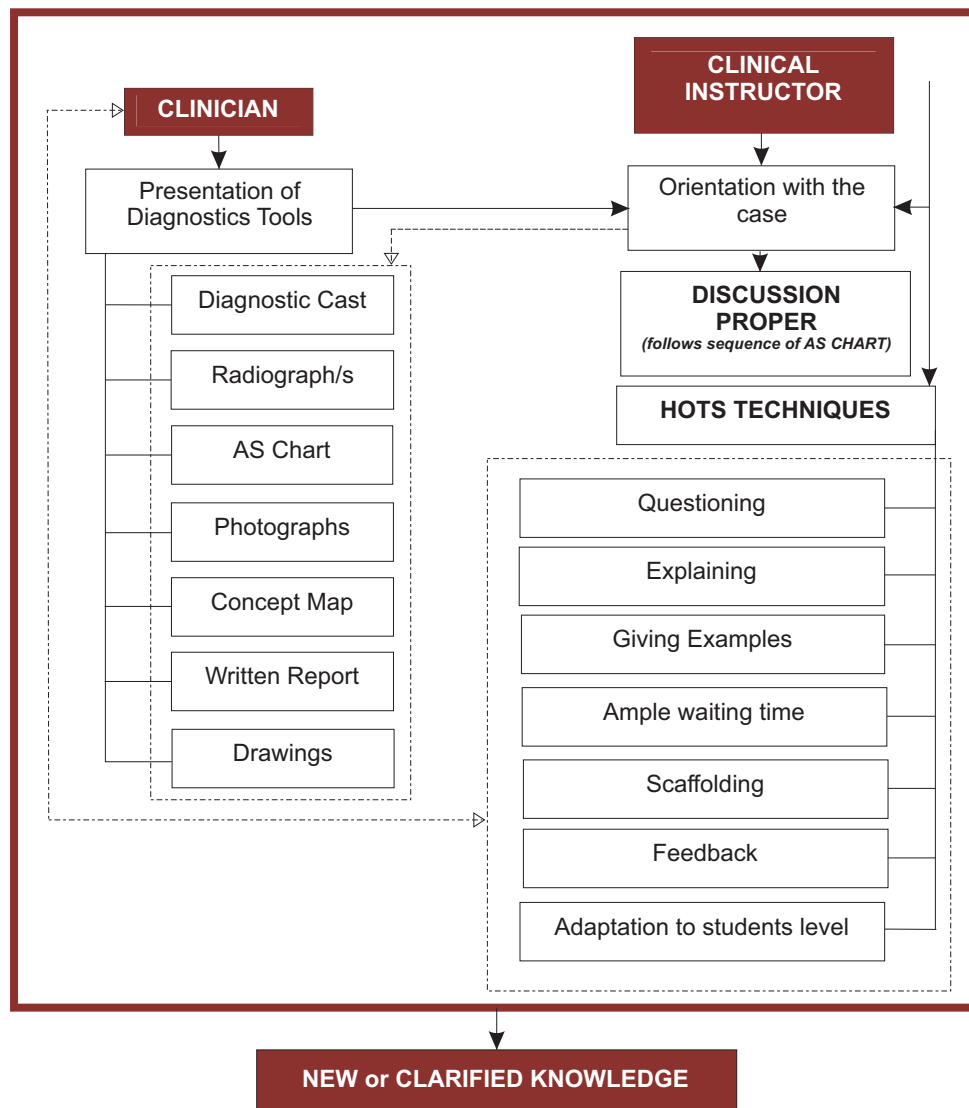 CLINICAL
INSTRUCTOR
CLINICIAN
Presentation of
Diagnostics Tools
Orientation with the
case
Diagnostic Cast
Radiograph/s
AS Chart
Photographs
Concept Map
Written Report
Drawings
DISCUSSION
PROPER
(follows sequence of AS CHART)
HOTS TECHNIQUES
Questioning
Explaining
Giving Examples
Ample waiting time
Scaffolding
Feedback
Adaptation to students level
NEW or CLARIFIED KNOWLEDGE